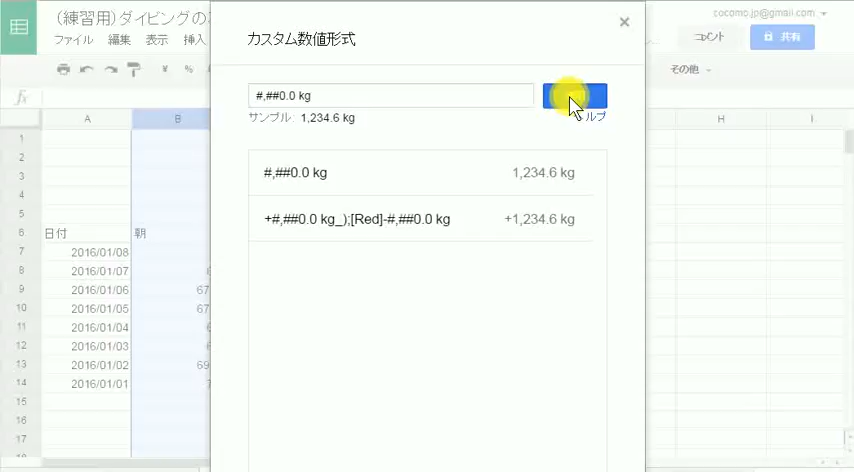 （練習用）ダイビングの
cocomo.jp@gmail.com
ファイル 編集 表示 挿入
コメント
共有
¥ %
その他
カスタム数値形式
#,##0.0 kg
サンプル 1,234.6 kg
ルプ
#,##0.0 kg 1,234.6 kg
+#,##0.0 kg_);[Red]-#,##0.0 kg +1,234.6 kg
fx
A B H I
1
2
3
4
5
6 日付 朝
7 2016/01/08
8 2016/01/07
9 2016/01/06 67
10 2016/01/05 67
11 2016/01/04
12 2016/01/03
13 2016/01/02 69
14 2016/01/01
15
16
17